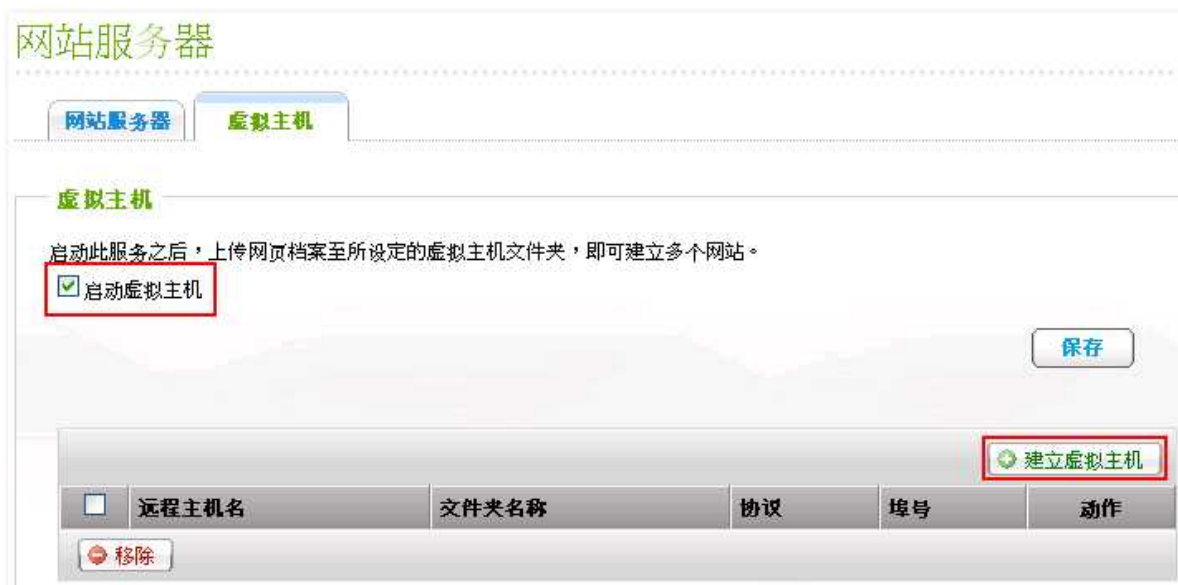 网站服务器
网站服务器 虚拟主机
虚拟主机
启动此服务之后，上传网页档案至所设定的虚拟主机文件夹，即可建立多个网站。
启动虚拟主机
保存
建立虚拟主机
远程主机名 文件夹名称 协议 埠号 动作
移除